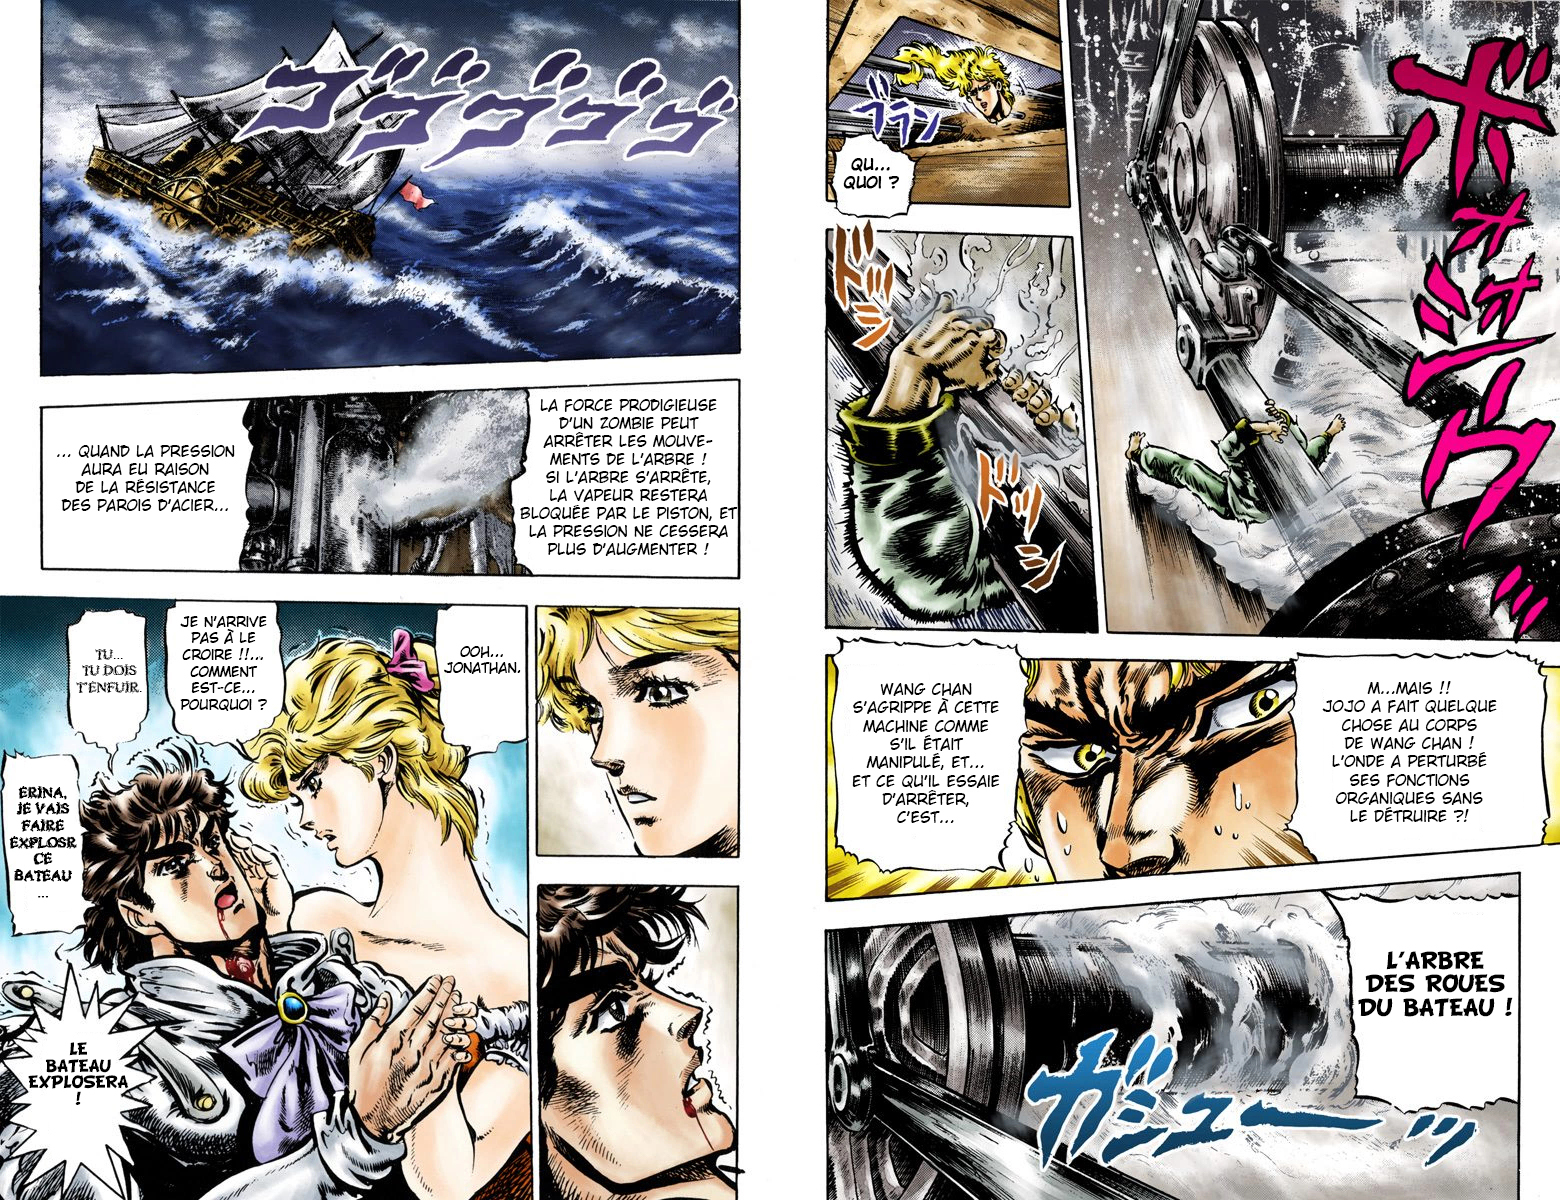 ブラン
QU...
QUOI ?
ドッシ
ドッシ
M...MAIS !!
JOJO A FAIT QUELQUE
CHOSE AU CORPS
DE WANG CHAN !
L'ONDE A PERTURBÉ
SES FONCTIONS
ORGANIQUES SANS
LE DÉTRUIRE ?!
WANG CHAN
S'AGRIPPE À CETTE
MACHINE COMME
S'IL ÉTAIT
MANIPULÉ, ET...
ET CE QU'IL ESSAIE
D'ARRÊTER,
C'EST...
L'ARBRE
DES ROUES
DU BATEAU !
ガシューッ
ゴゴゴゴゴゴ
LA FORCE PRODIGIEUSE
D'UN ZOMBIE PEUT
ARRÊTER LES MOUVE-
MENTS DE L'ARBRE !
SI L'ARBRE S'ARRÊTE,
LA VAPEUR RESTERA
BLOQUÉE PAR LE PISTON, ET
LA PRESSION NE CESSERA
PLUS D'AUGMENTER !
... QUAND LA PRESSION
AURA EU RAISON
DE LA RÉSISTANCE
DES PAROIS D'ACIER...
OOH...
JONATHAN.
JE N'ARRIVE
PAS À LE
CROIRE !!...
COMMENT
EST-CE...
POURQUOI ?
TU...
TU DOIS
T'ENFUIR.
ERINA,
JE VAIS
FAIRE
EXPLOSR
CE
BATEAU
...
LE
BATEAU
EXPLOSERA
!